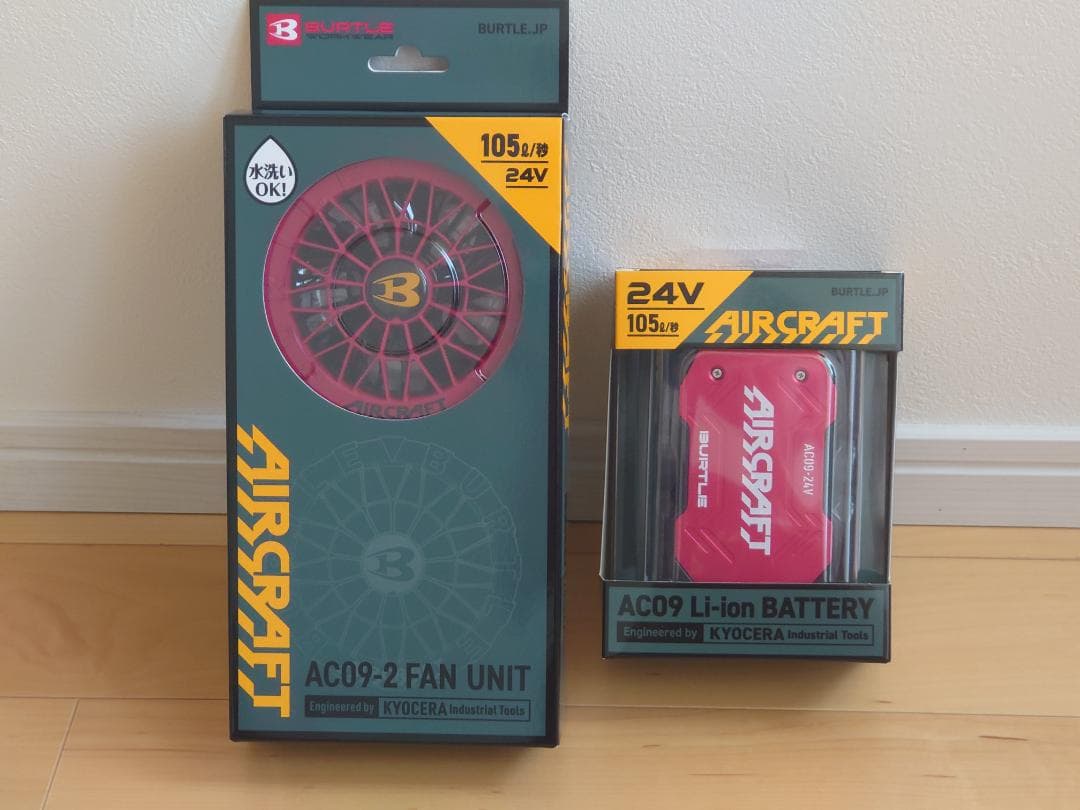 BURTLE
WORKWEAR
BURTLE.JP
水洗い
OK!
105ℓ/秒
24V
B
AIRCRAFT
AIRCRAFT
B
AC09-2 FAN UNIT
Engineered by KYOCERA Industrial Tools
24V
105ℓ/秒
BURTLE.JP
AIRCRAFT
AIRCRAFT
BURTLE
AC09-24V
AC09 Li-ion BATTERY
Engineered by KYOCERA Industrial Tools